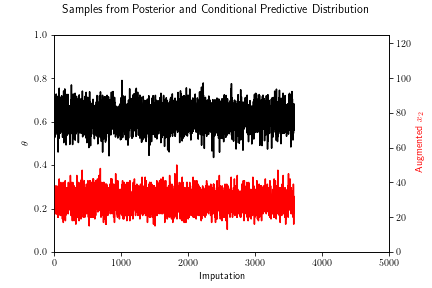 Samples from Posterior and Conditional Predictive Distribution
1.0
0.8
0.6
0.4
0.2
0.0
θ
120
100
80
60
40
20
0
Augmented x₂
0 1000 2000 3000 4000 5000
Imputation